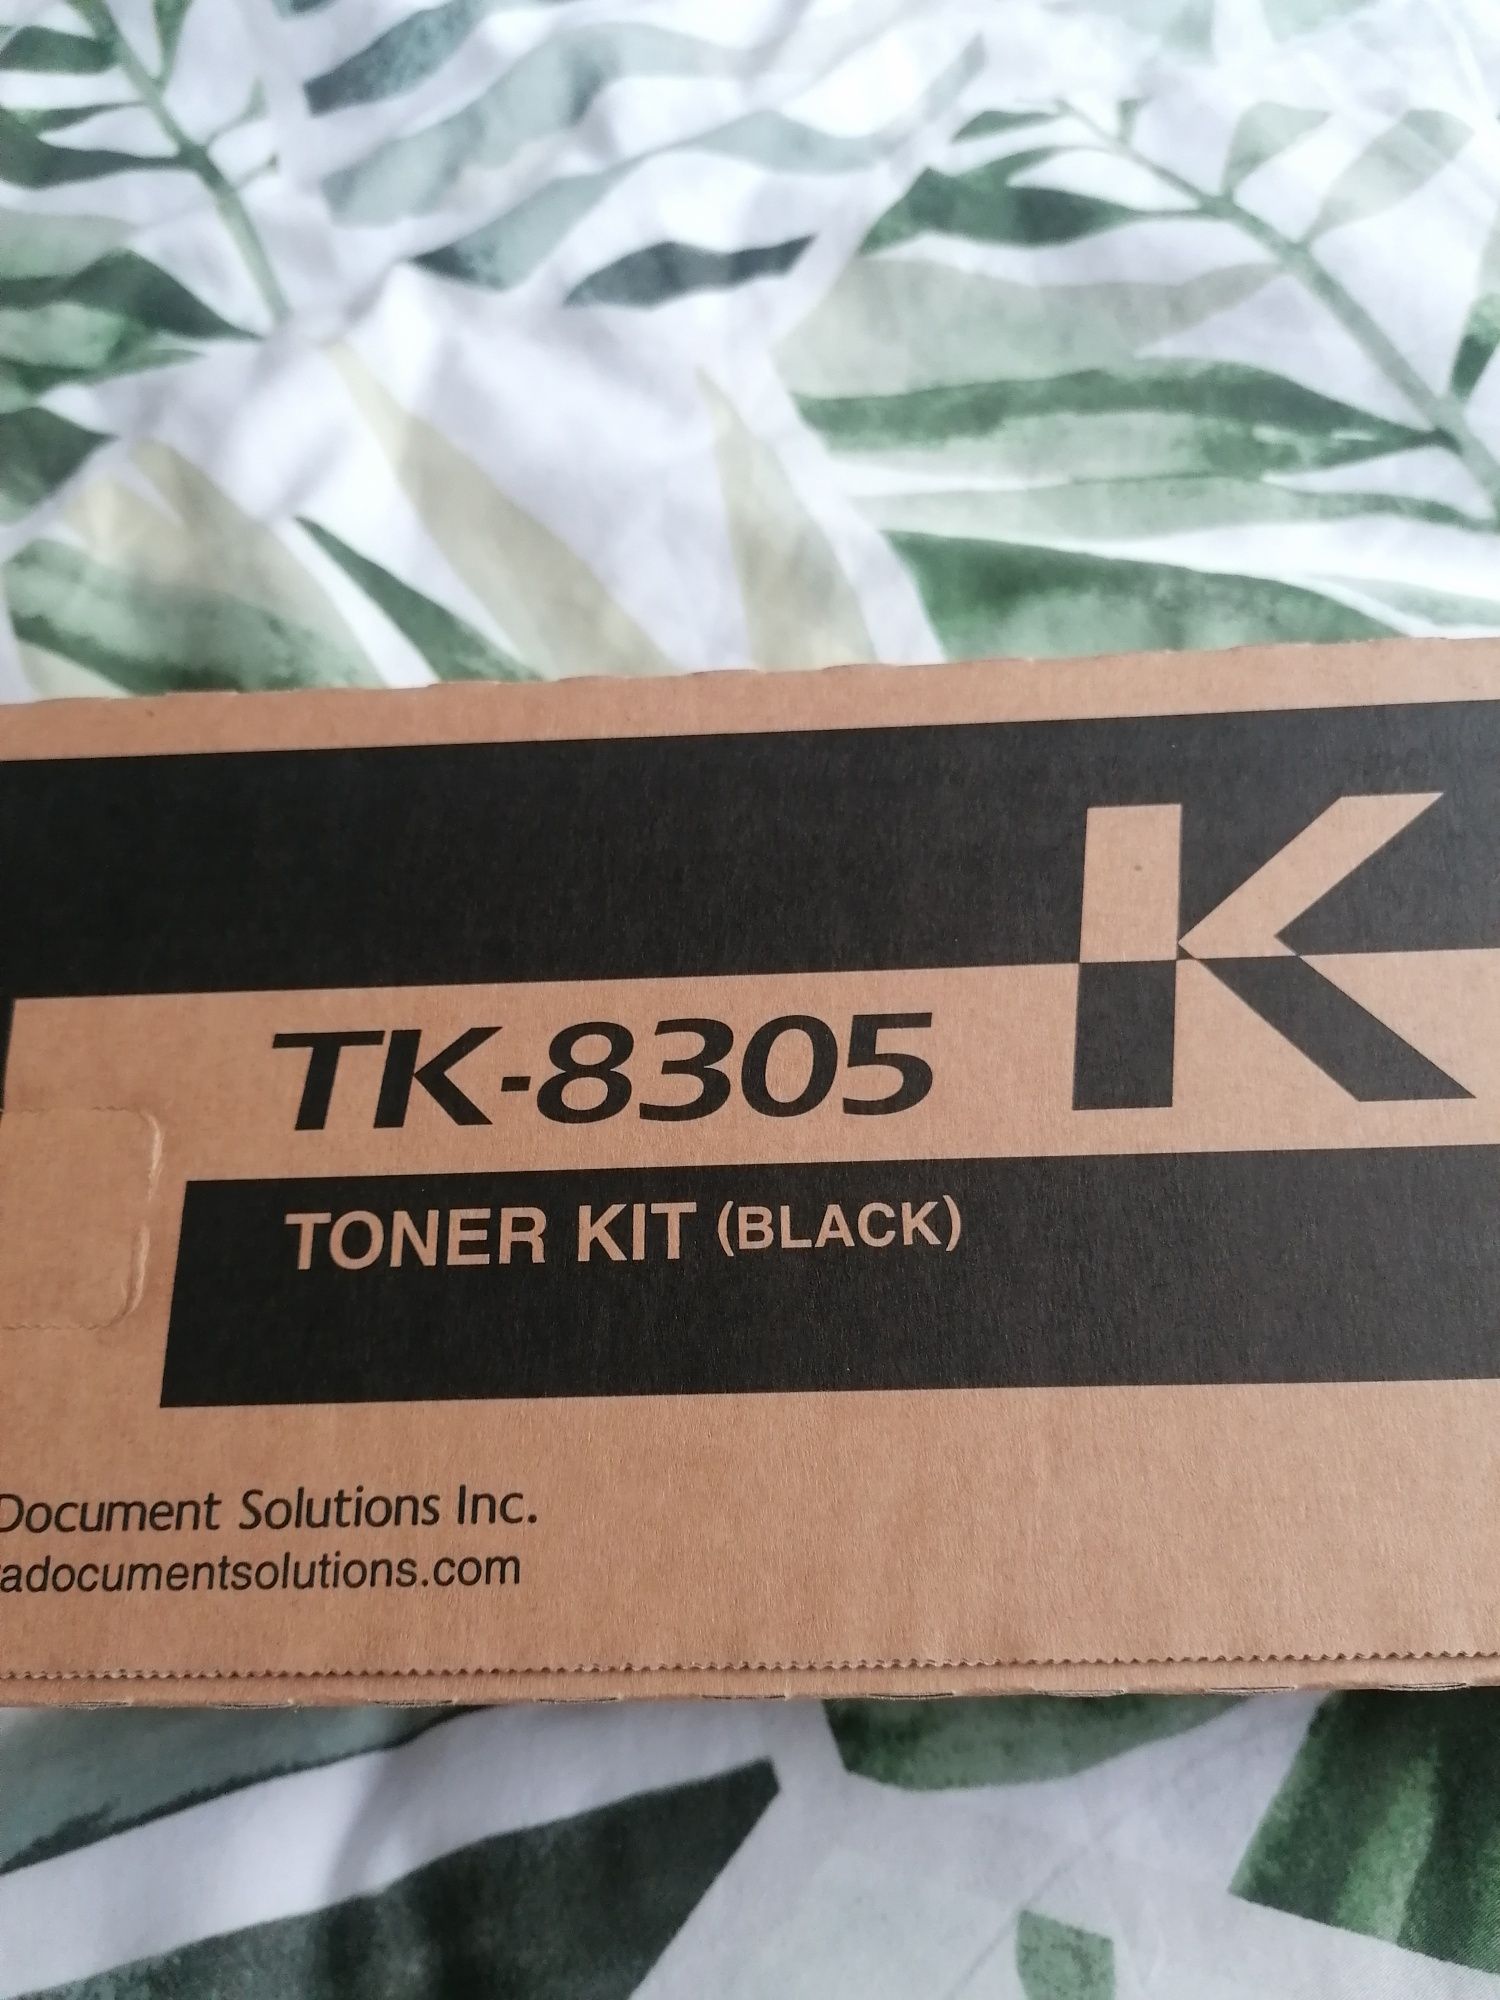 K
TK-8305
TONER KIT (BLACK)
Document Solutions Inc.
adocumentsolutions.com